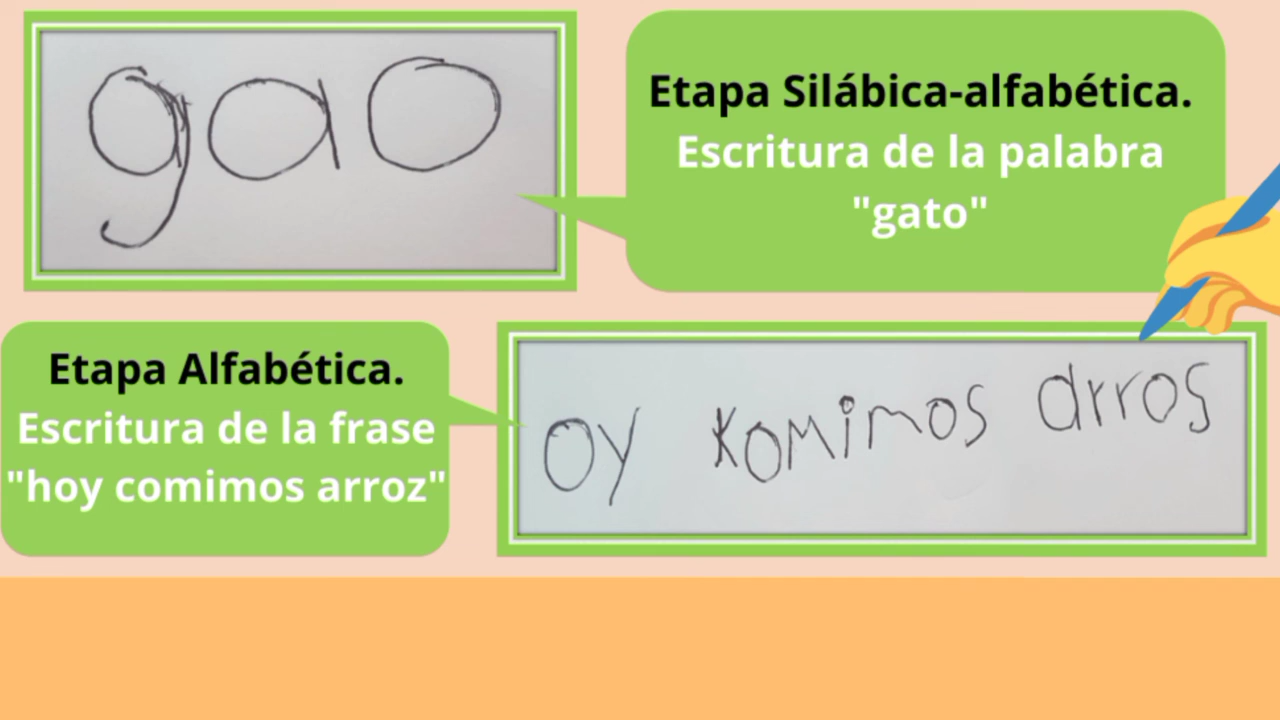 gao
Etapa Silábica-alfabética.
Escritura de la palabra
"gato"
Etapa Alfabética.
Escritura de la frase
"hoy comimos arroz"
oy komimos arros